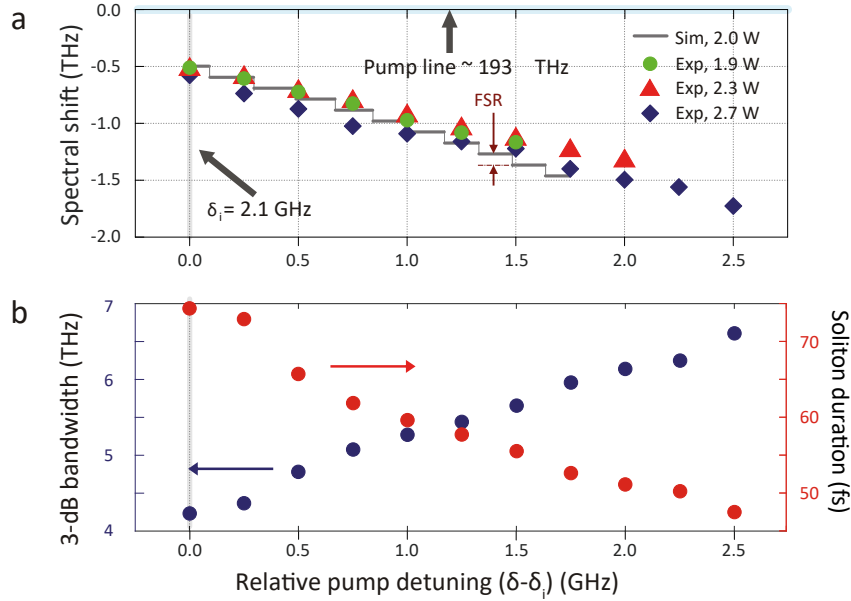 a
0.0
-0.5
-1.0
-1.5
-2.0
Spectral shift (THz)
Pump line ~ 193 THz
δi = 2.1 GHz
FSR
Sim, 2.0 W
Exp, 1.9 W
Exp, 2.3 W
Exp, 2.7 W
0.0 0.5 1.0 1.5 2.0 2.5
b
7
6
5
4
3-dB bandwidth (THz)
70
60
50
Soliton duration (fs)
0.0 0.5 1.0 1.5 2.0 2.5
Relative pump detuning (δ-δi) (GHz)